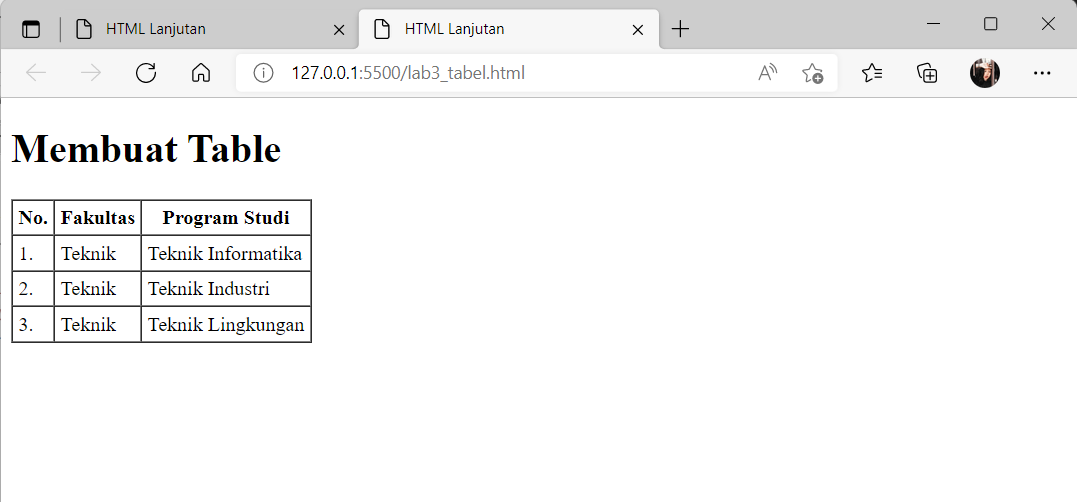 HTML Lanjutan
HTML Lanjutan
127.0.0.1:5500/lab3_tabel.html
Membuat Table
No. Fakultas Program Studi
1. Teknik Teknik Informatika
2. Teknik Teknik Industri
3. Teknik Teknik Lingkungan